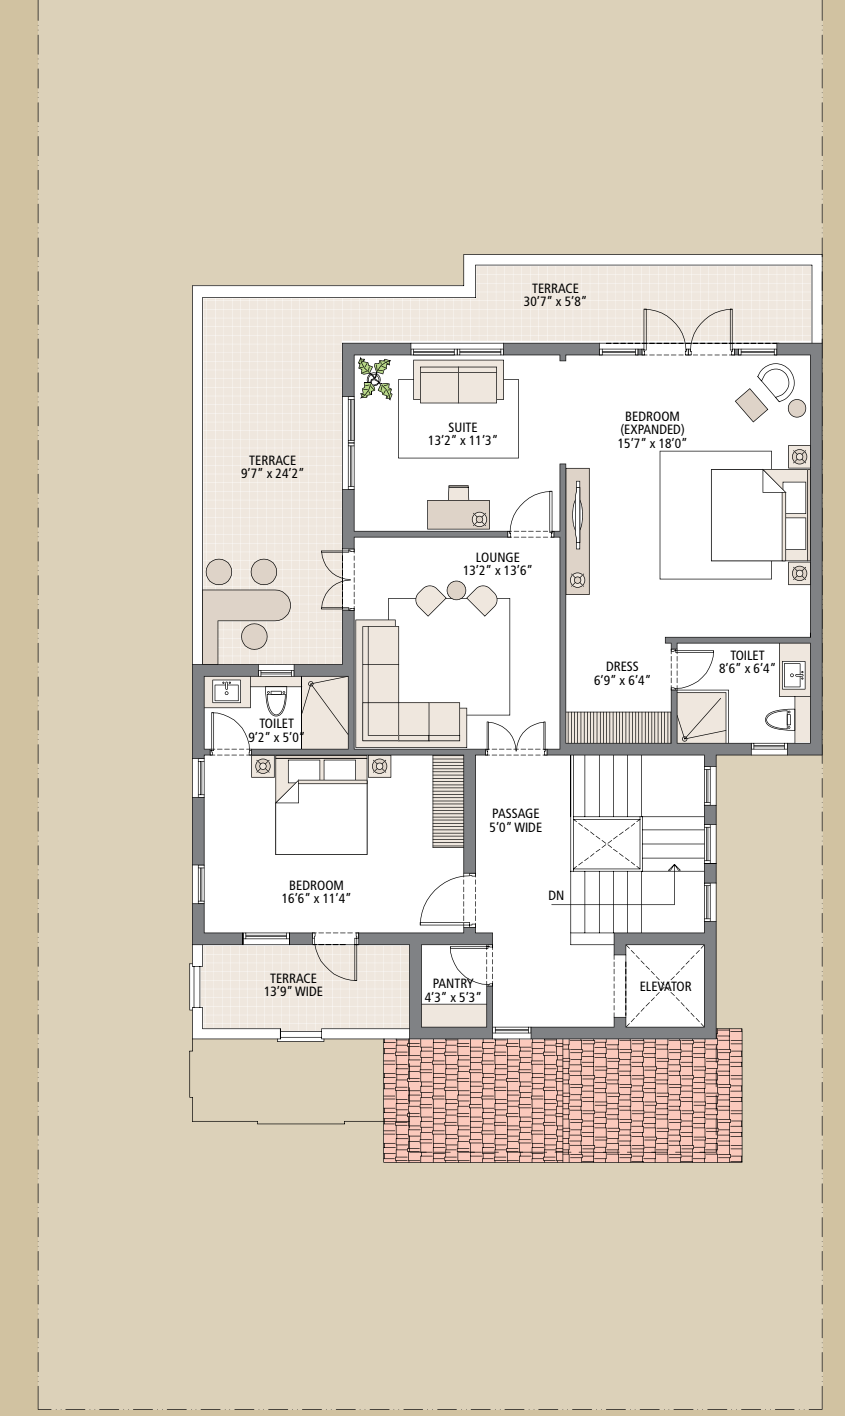 TERRACE
30’7” x 5’8”
SUITE
13’2” x 11’3”
BEDROOM
(EXPANDED)
15’7” x 18’0”
TERRACE
9’7” x 24’2”
LOUNGE
13’2” x 13’6”
DRESS
6’9” x 6’4”
TOILET
8’6” x 6’4”
TOILET
9’2” x 5’0”
PASSAGE
5’0” WIDE
BEDROOM
16’6” x 11’4”
DN
TERRACE
13’9” WIDE
PANTRY
4’3” x 5’3”
ELEVATOR